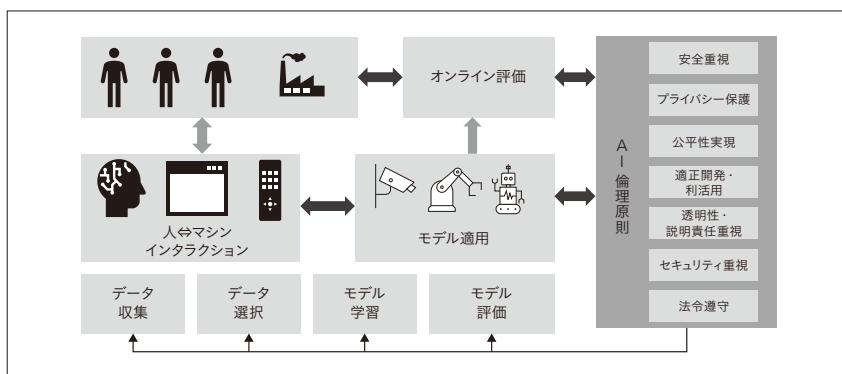 オンライン評価
人⇔マシン
インタラクション
モデル適用
データ
収集
データ
選択
モデル
学習
モデル
評価
AI倫理原則
安全重視
プライバシー保護
公平性実現
適正開発・
利活用
透明性・
説明責任重視
セキュリティ重視
法令遵守